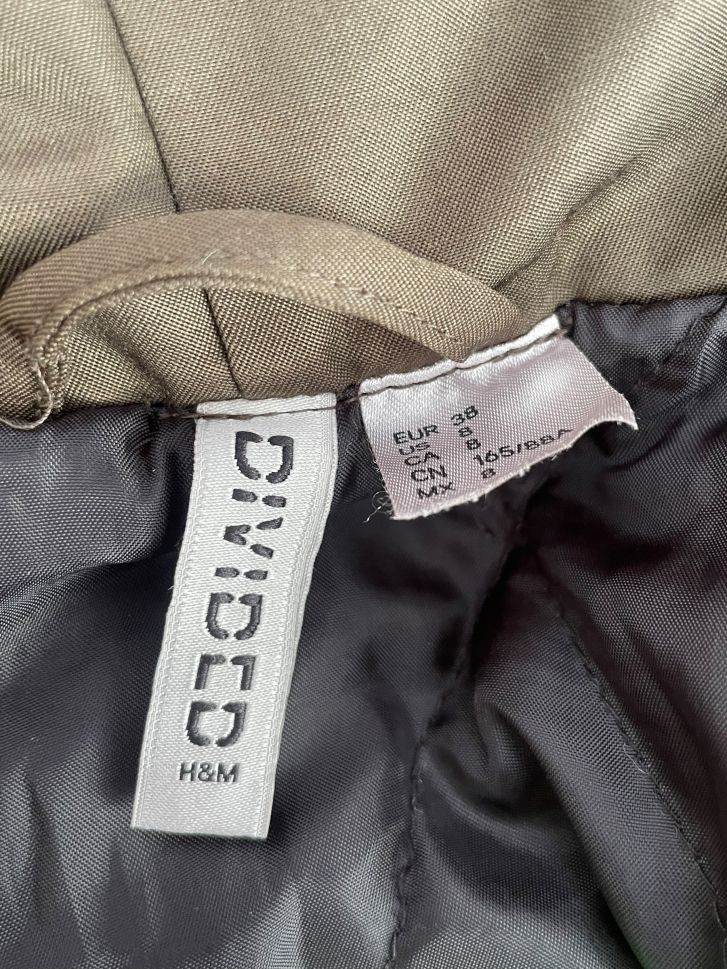 DIVIDED
H&M
EUR 38
US 8
CA 8
CN 165/88A
MX 8